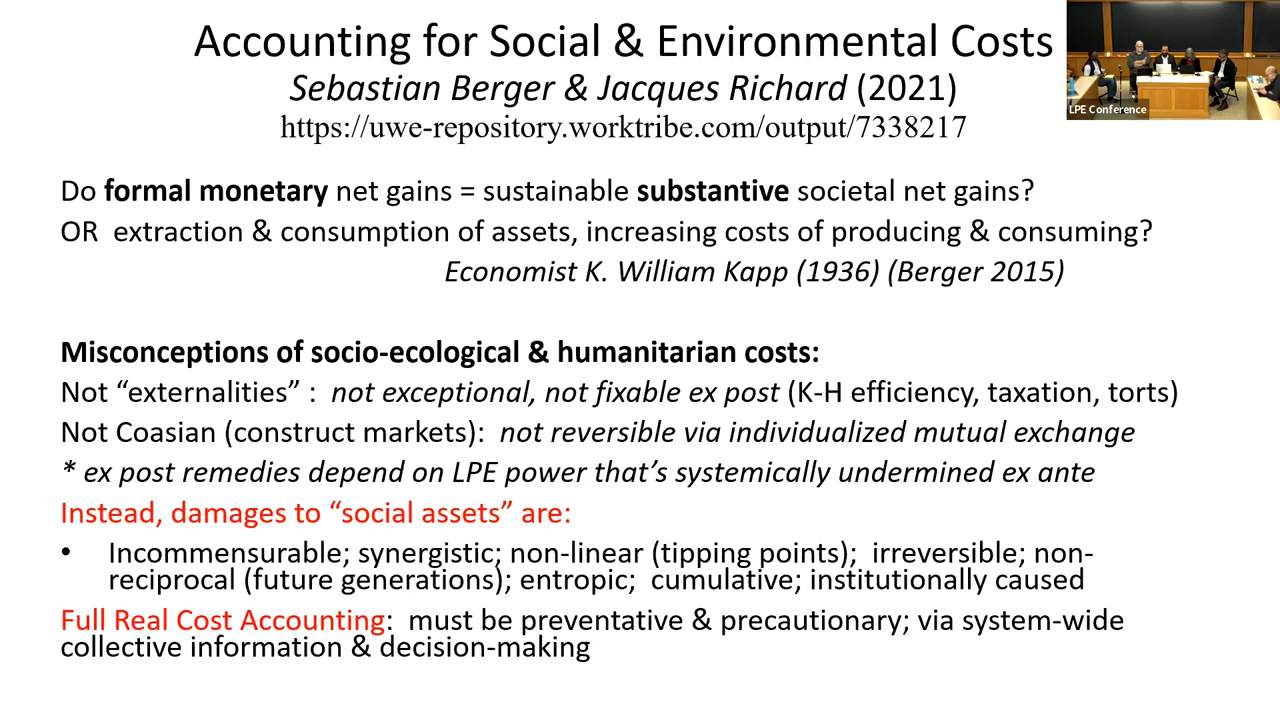 Accounting for Social & Environmental Costs
Sebastian Berger & Jacques Richard (2021)
https://uwe-repository.worktribe.com/output/7338217
LPE Conference
Do formal monetary net gains = sustainable substantive societal net gains?
OR extraction & consumption of assets, increasing costs of producing & consuming?
Economist K. William Kapp (1936) (Berger 2015)
Misconceptions of socio-ecological & humanitarian costs:
Not “externalities” : not exceptional, not fixable ex post (K-H efficiency, taxation, torts)
Not Coasian (construct markets): not reversible via individualized mutual exchange
* ex post remedies depend on LPE power that’s systemically undermined ex ante
Instead, damages to “social assets” are:
• Incommensurable; synergistic; non-linear (tipping points); irreversible; non-
reciprocal (future generations); entropic; cumulative; institutionally caused
Full Real Cost Accounting: must be preventative & precautionary; via system-wide
collective information & decision-making